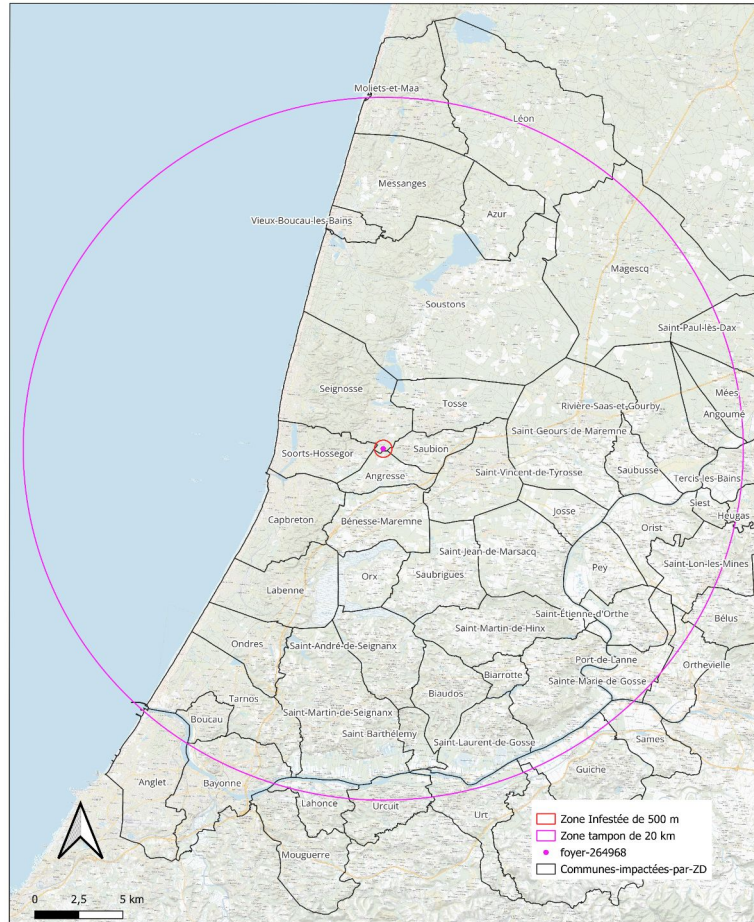 Moliets-et-Maa
Léon
Messanges
Azur
Vieux-Boucau-les-Bains
Magescq
Soustons
Saint-Paul-lès-Dax
Seignosse
Mées
Tosse
Rivière-Saas-et-Gourby
Angoumé
Saint-Geours-de-Maremne
Soorts-Hossegor
Saubion
Saint-Vincent-de-Tyrosse
Saubusse
Angresse
Tercis-les-Bains
Siest
Josse
Heugas
Capbreton
Bénesse-Maremne
Orist
Saint-Jean-de-Marsacq
Saint-Lon-les-Mines
Pey
Orx
Saubrigues
Labenne
Saint-Étienne-d'Orthe
Bélus
Saint-Martin-de-Hinx
Ondres
Saint-André-de-Seignanx
Port-de-Lanne
Orthevielle
Biarrotte
Sainte-Marie-de-Gosse
Biaudos
Tarnos
Saint-Martin-de-Seignanx
Boucau
Saint-Barthélemy
Saint-Laurent-de-Gosse
Sames
Guiche
Anglet
Bayonne
Lahonce
Urcuit
Urt
Mouguerre
Zone Infestée de 500 m
Zone tampon de 20 km
foyer-264968
Communes-impactées-par-ZD
0 2,5 5 km